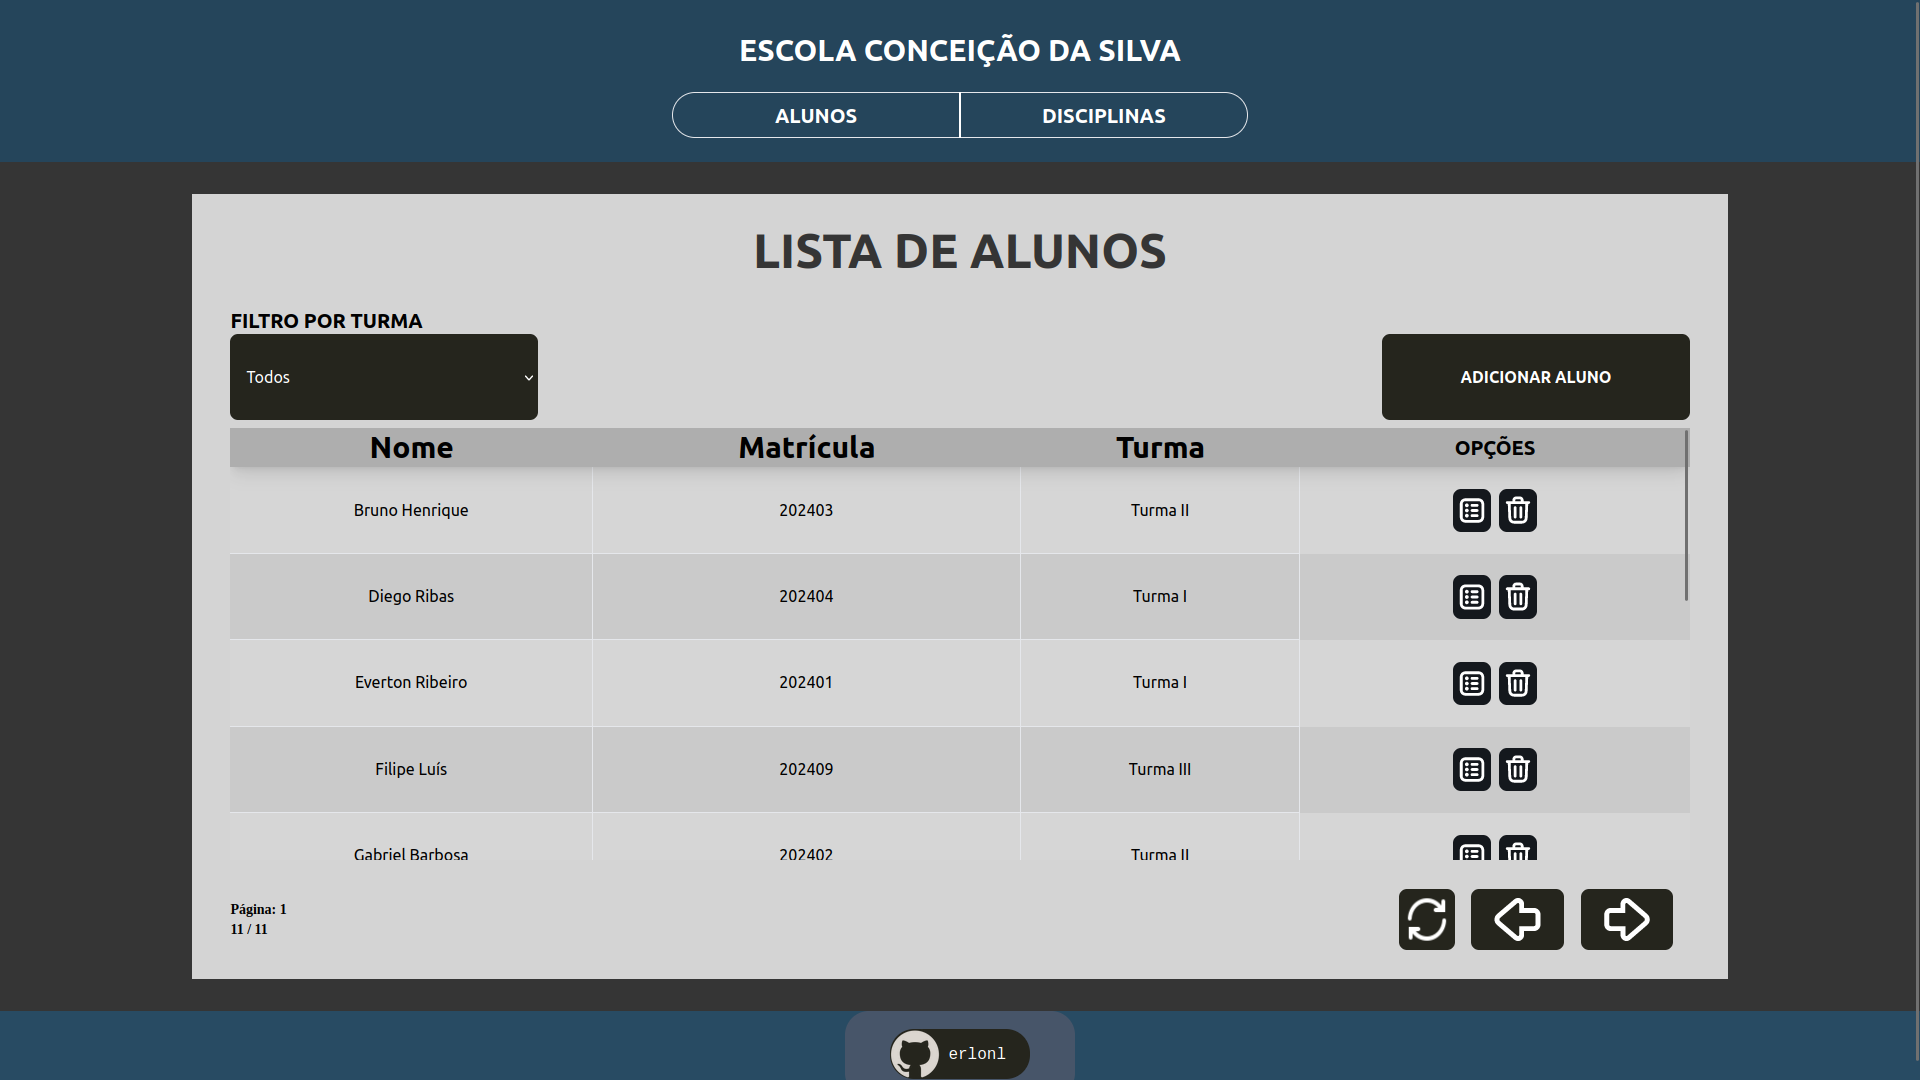 ESCOLA CONCEIÇÃO DA SILVA
ALUNOS DISCIPLINAS
LISTA DE ALUNOS
FILTRO POR TURMA
Todos ADICIONAR ALUNO
Nome Matrícula Turma OPÇÕES
Bruno Henrique 202403 Turma II
Diego Ribas 202404 Turma I
Everton Ribeiro 202401 Turma I
Filipe Luís 202409 Turma III
Gabriel Barbosa 202402 Turma II
Página: 1
11 / 11
erlonl